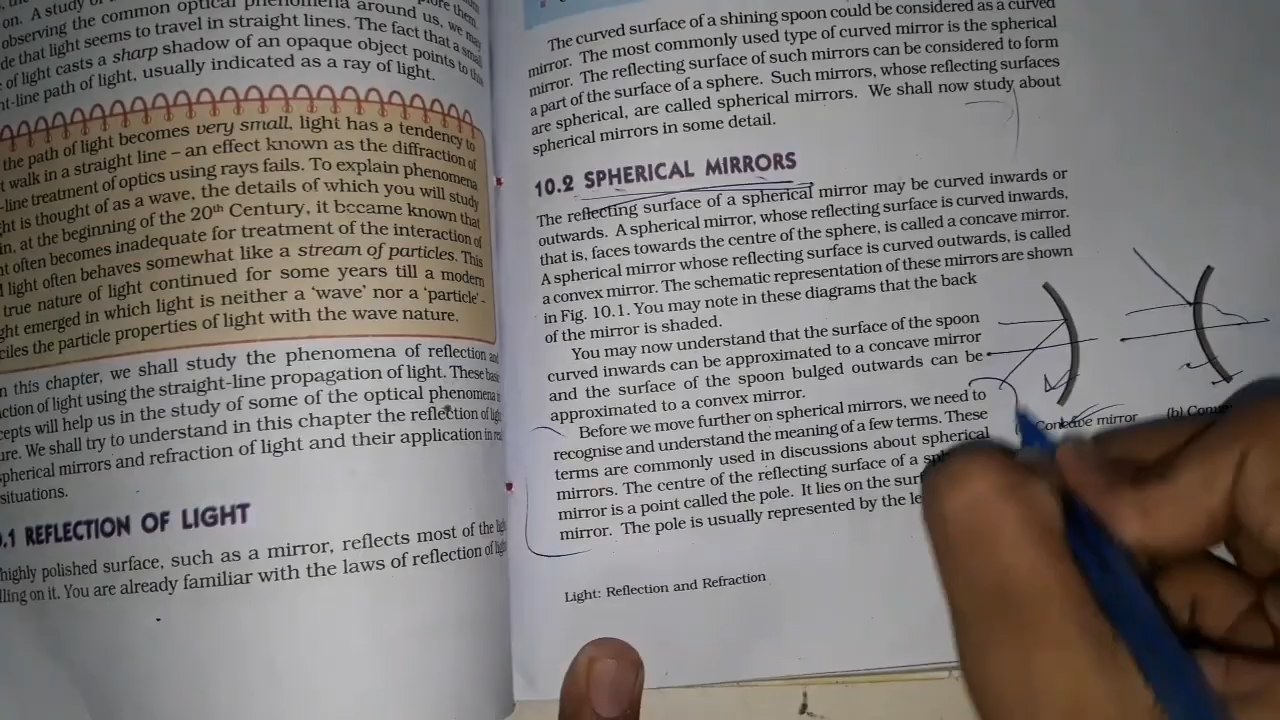 on. A study of
observing the common optical phenomena around us, we may
de that light seems to travel in straight lines. The fact that a small
of light casts a sharp shadow of an opaque object points to this
ht-line path of light, usually indicated as a ray of light.
the path of light becomes very small, light has a tendency to
walk in a straight line – an effect known as the diffraction of
-line treatment of optics using rays fails. To explain phenomena
ght is thought of as a wave, the details of which you will study
in, at the beginning of the 20th Century, it became known that
ht often becomes inadequate for treatment of the interaction of
light often behaves somewhat like a stream of particles. This
true nature of light continued for some years till a modern
ght emerged in which light is neither a ‘wave’ nor a ‘particle’ –
ciles the particle properties of light with the wave nature.
n this chapter, we shall study the phenomena of reflection and
action of light using the straight-line propagation of light. These basic
cepts will help us in the study of some of the optical phenomena in
ure. We shall try to understand in this chapter the reflection of light
spherical mirrors and refraction of light and their application in real
situations.
.1 REFLECTION OF LIGHT
highly polished surface, such as a mirror, reflects most of the light
lling on it. You are already familiar with the laws of reflection of light
The curved surface of a shining spoon could be considered as a curved
mirror. The most commonly used type of curved mirror is the spherical
mirror. The reflecting surface of such mirrors can be considered to form
a part of the surface of a sphere. Such mirrors, whose reflecting surfaces
are spherical, are called spherical mirrors. We shall now study about
spherical mirrors in some detail.
10.2 SPHERICAL MIRRORS
The reflecting surface of a spherical mirror may be curved inwards or
outwards. A spherical mirror, whose reflecting surface is curved inwards,
that is, faces towards the centre of the sphere, is called a concave mirror.
A spherical mirror whose reflecting surface is curved outwards, is called
a convex mirror. The schematic representation of these mirrors are shown
in Fig. 10.1. You may note in these diagrams that the back
of the mirror is shaded.
You may now understand that the surface of the spoon
curved inwards can be approximated to a concave mirror
and the surface of the spoon bulged outwards can be
approximated to a convex mirror.
Before we move further on spherical mirrors, we need to
recognise and understand the meaning of a few terms. These
terms are commonly used in discussions about spherical
mirrors. The centre of the reflecting surface of a sp
mirror is a point called the pole. It lies on the sur
mirror. The pole is usually represented by the le
Concave mirror
(b) Conve
Light: Reflection and Refraction